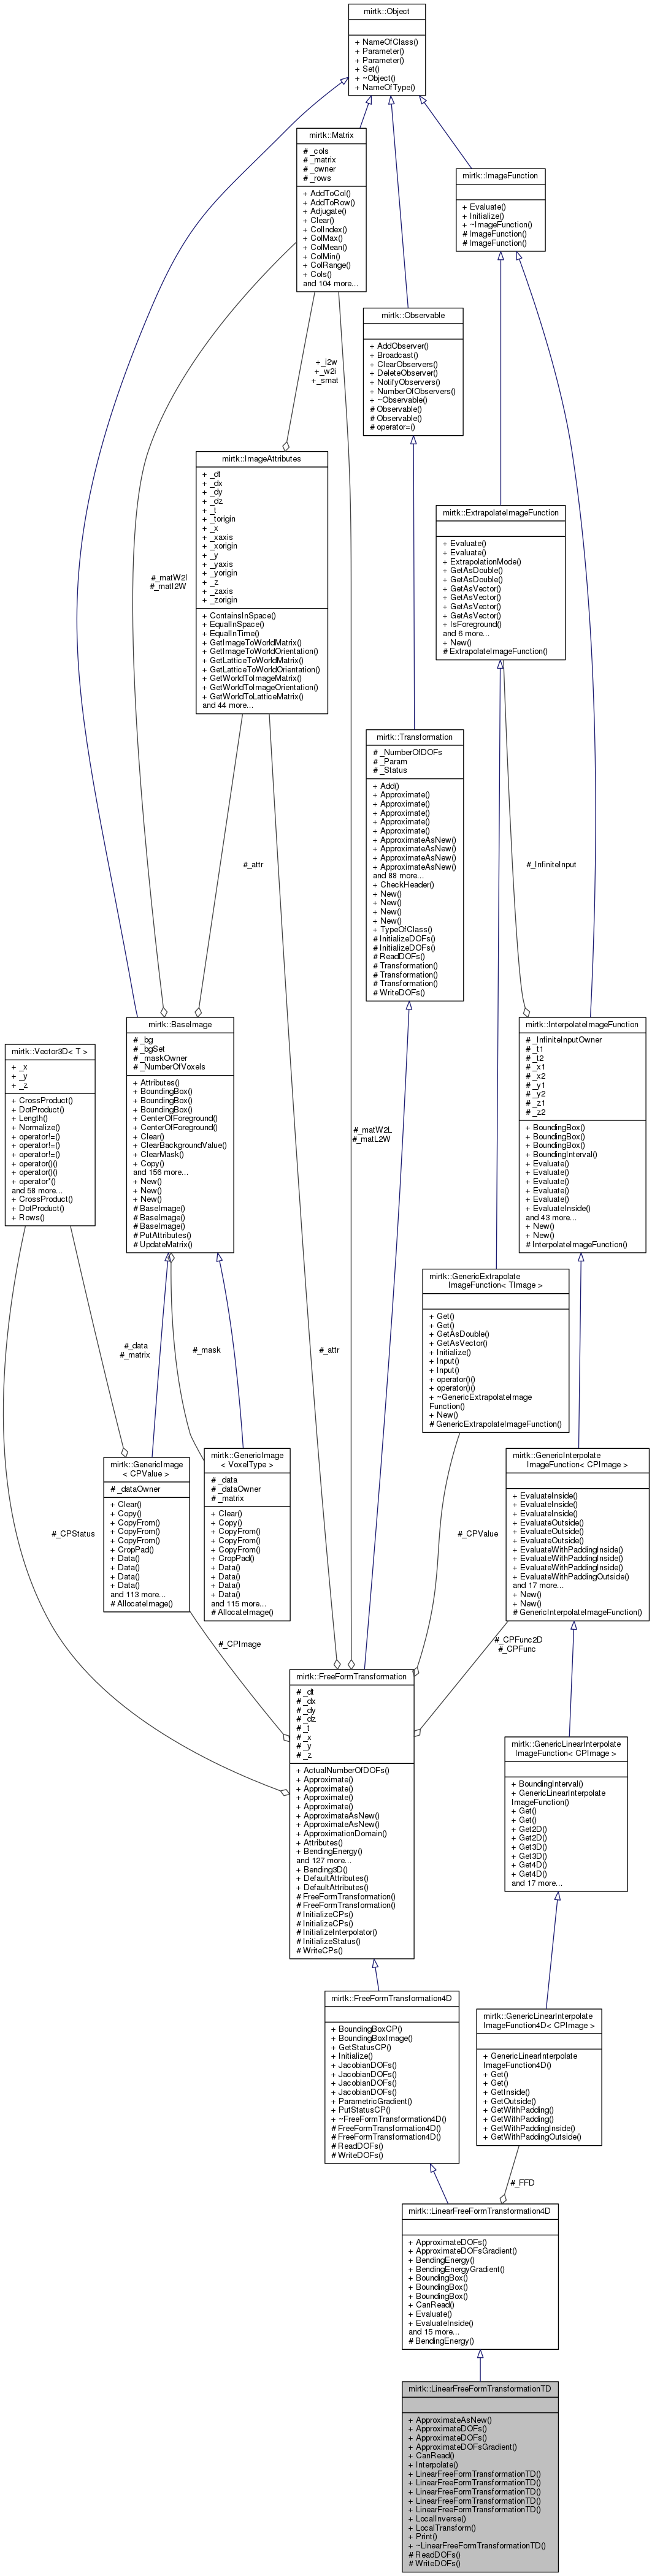 mirtk::Object
+ NameOfClass()
+ Parameter()
+ Parameter()
+ Set()
+ ~Object()
+ NameOfType()
mirtk::Matrix
# _cols
# _matrix
# _owner
# _rows
+ AddToCol()
+ AddToRow()
+ Adjugate()
+ Clear()
+ ColIndex()
+ ColMax()
+ ColMean()
+ ColMin()
+ ColRange()
+ Cols()
and 104 more...
mirtk::ImageFunction
+ Evaluate()
+ Initialize()
+ ~ImageFunction()
# ImageFunction()
# ImageFunction()
mirtk::Observable
+ AddObserver()
+ Broadcast()
+ ClearObservers()
+ DeleteObserver()
+ NotifyObservers()
+ NumberOfObservers()
+ ~Observable()
# Observable()
# Observable()
# operator=()
+_i2w
+_w2i
+_smat
mirtk::ImageAttributes
+ _dt
+ _dx
+ _dy
+ _dz
+ _t
+ _torigin
+ _x
+ _xaxis
+ _xorigin
+ _y
+ _yaxis
+ _yorigin
+ _z
+ _zaxis
+ _zorigin
+ ContainsInSpace()
+ EqualInSpace()
+ EqualInTime()
+ GetImageToWorldMatrix()
+ GetImageToWorldOrientation()
+ GetLatticeToWorldMatrix()
+ GetLatticeToWorldOrientation()
+ GetWorldToImageMatrix()
+ GetWorldToImageOrientation()
+ GetWorldToLatticeMatrix()
and 44 more...
#_matW2I
#_matI2W
mirtk::ExtrapolateImageFunction
+ Evaluate()
+ Evaluate()
+ ExtrapolationMode()
+ GetAsDouble()
+ GetAsDouble()
+ GetAsVector()
+ GetAsVector()
+ GetAsVector()
+ GetAsVector()
+ IsForeground()
and 6 more...
+ New()
# ExtrapolateImageFunction()
mirtk::Transformation
# _NumberOfDOFs
# _Param
# _Status
+ Add()
+ Approximate()
+ Approximate()
+ Approximate()
+ Approximate()
+ Approximate()
+ ApproximateAsNew()
+ ApproximateAsNew()
+ ApproximateAsNew()
+ ApproximateAsNew()
and 88 more...
+ CheckHeader()
+ New()
+ New()
+ New()
+ New()
+ TypeOfClass()
# InitializeDOFs()
# InitializeDOFs()
# ReadDOFs()
# Transformation()
# Transformation()
# Transformation()
# WriteDOFs()
#_attr
#_InfiniteInput
mirtk::BaseImage
# _bg
# _bgSet
# _maskOwner
# _NumberOfVoxels
+ Attributes()
+ BoundingBox()
+ BoundingBox()
+ BoundingBox()
+ CenterOfForeground()
+ CenterOfForeground()
+ Clear()
+ ClearBackgroundValue()
+ ClearMask()
+ Copy()
and 156 more...
+ New()
+ New()
+ New()
# BaseImage()
# BaseImage()
# BaseImage()
# PutAttributes()
# UpdateMatrix()
mirtk::InterpolateImageFunction
# _InfiniteInputOwner
# _t1
# _t2
# _x1
# _x2
# _y1
# _y2
# _z1
# _z2
+ BoundingBox()
+ BoundingBox()
+ BoundingBox()
+ BoundingInterval()
+ Evaluate()
+ Evaluate()
+ Evaluate()
+ Evaluate()
+ Evaluate()
+ EvaluateInside()
and 43 more...
+ New()
+ New()
# InterpolateImageFunction()
mirtk::Vector3D< T >
+ _x
+ _y
+ _z
+ CrossProduct()
+ DotProduct()
+ Length()
+ Normalize()
+ operator!=()
+ operator!=()
+ operator!=()
+ operator()()
+ operator()()
+ operator*()
and 58 more...
+ CrossProduct()
+ DotProduct()
+ Rows()
#_matW2L
#_matL2W
mirtk::GenericExtrapolate
ImageFunction< TImage >
+ Get()
+ Get()
+ GetAsDouble()
+ GetAsVector()
+ Initialize()
+ Input()
+ Input()
+ operator()()
+ operator()()
+ ~GenericExtrapolateImage
Function()
+ New()
# GenericExtrapolateImageFunction()
#_data
#_matrix
#_mask
#_attr
mirtk::GenericImage
< CPValue >
# _dataOwner
+ Clear()
+ Copy()
+ CopyFrom()
+ CopyFrom()
+ CopyFrom()
+ CropPad()
+ Data()
+ Data()
+ Data()
+ Data()
and 113 more...
# AllocateImage()
mirtk::GenericImage
< VoxelType >
# _data
# _dataOwner
# _matrix
+ Clear()
+ Copy()
+ CopyFrom()
+ CopyFrom()
+ CopyFrom()
+ CropPad()
+ Data()
+ Data()
+ Data()
+ Data()
and 115 more...
# AllocateImage()
mirtk::GenericInterpolate
ImageFunction< CPImage >
+ EvaluateInside()
+ EvaluateInside()
+ EvaluateInside()
+ EvaluateOutside()
+ EvaluateOutside()
+ EvaluateOutside()
+ EvaluateWithPaddingInside()
+ EvaluateWithPaddingInside()
+ EvaluateWithPaddingInside()
+ EvaluateWithPaddingOutside()
and 17 more...
+ New()
+ New()
# GenericInterpolateImageFunction()
#_CPStatus
#_CPValue
#_CPImage
#_CPFunc2D
#_CPFunc
mirtk::FreeFormTransformation
# _dt
# _dx
# _dy
# _dz
# _t
# _x
# _y
# _z
+ ActualNumberOfDOFs()
+ Approximate()
+ Approximate()
+ Approximate()
+ Approximate()
+ ApproximateAsNew()
+ ApproximateAsNew()
+ ApproximationDomain()
+ Attributes()
+ BendingEnergy()
and 127 more...
+ Bending3D()
+ DefaultAttributes()
+ DefaultAttributes()
# FreeFormTransformation()
# FreeFormTransformation()
# InitializeCPs()
# InitializeCPs()
# InitializeInterpolator()
# InitializeStatus()
# WriteCPs()
mirtk::GenericLinearInterpolate
ImageFunction< CPImage >
+ BoundingInterval()
+ GenericLinearInterpolate
ImageFunction()
+ Get()
+ Get()
+ Get2D()
+ Get2D()
+ Get3D()
+ Get3D()
+ Get4D()
+ Get4D()
and 17 more...
mirtk::FreeFormTransformation4D
+ BoundingBoxCP()
+ BoundingBoxImage()
+ GetStatusCP()
+ Initialize()
+ JacobianDOFs()
+ JacobianDOFs()
+ JacobianDOFs()
+ JacobianDOFs()
+ ParametricGradient()
+ PutStatusCP()
+ ~FreeFormTransformation4D()
# FreeFormTransformation4D()
# FreeFormTransformation4D()
# ReadDOFs()
# WriteDOFs()
mirtk::GenericLinearInterpolate
ImageFunction4D< CPImage >
+ GenericLinearInterpolate
ImageFunction4D()
+ Get()
+ Get()
+ GetInside()
+ GetOutside()
+ GetWithPadding()
+ GetWithPadding()
+ GetWithPaddingInside()
+ GetWithPaddingOutside()
#_FFD
mirtk::LinearFreeFormTransformation4D
+ ApproximateDOFs()
+ ApproximateDOFsGradient()
+ BendingEnergy()
+ BendingEnergyGradient()
+ BoundingBox()
+ BoundingBox()
+ BoundingBox()
+ CanRead()
+ Evaluate()
+ EvaluateInside()
and 15 more...
# BendingEnergy()
mirtk::LinearFreeFormTransformationTD
+ ApproximateAsNew()
+ ApproximateDOFs()
+ ApproximateDOFs()
+ ApproximateDOFsGradient()
+ CanRead()
+ Interpolate()
+ LinearFreeFormTransformationTD()
+ LinearFreeFormTransformationTD()
+ LinearFreeFormTransformationTD()
+ LinearFreeFormTransformationTD()
+ LinearFreeFormTransformationTD()
+ LocalInverse()
+ LocalTransform()
+ Print()
+ ~LinearFreeFormTransformationTD()
# ReadDOFs()
# WriteDOFs()